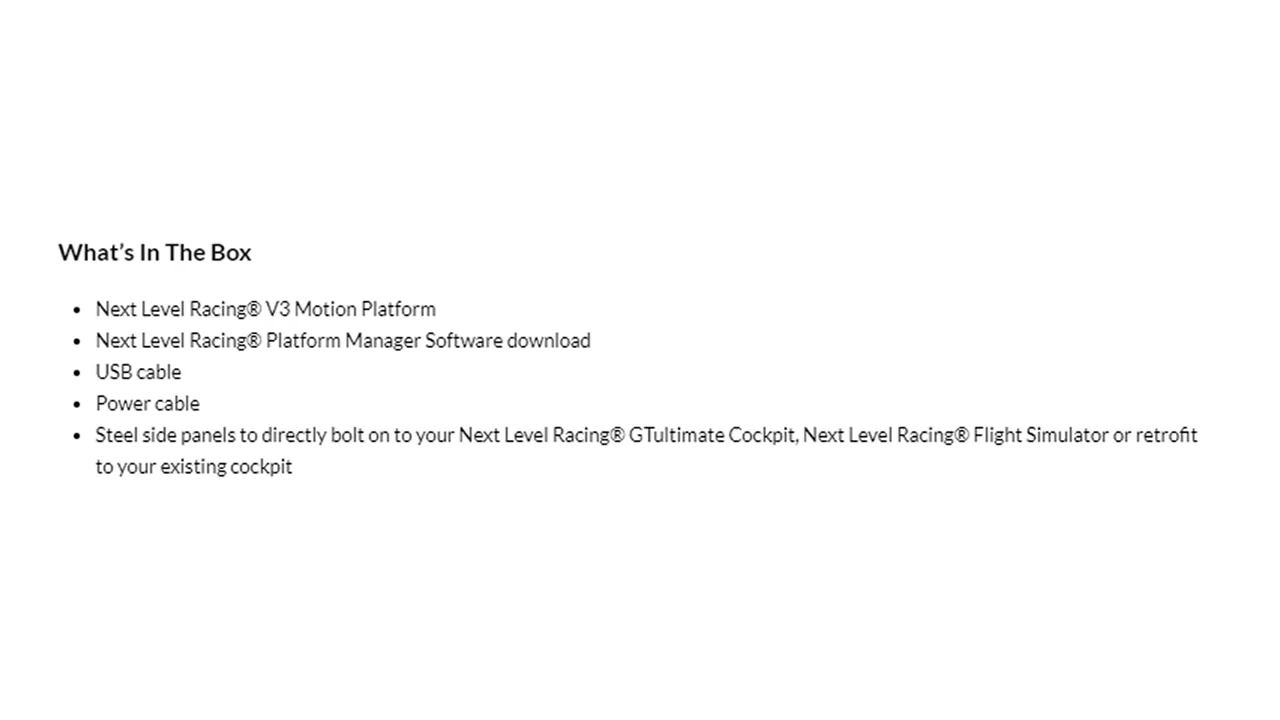 What’s In The Box
• Next Level Racing® V3 Motion Platform
• Next Level Racing® Platform Manager Software download
• USB cable
• Power cable
• Steel side panels to directly bolt on to your Next Level Racing® GTultimate Cockpit, Next Level Racing® Flight Simulator or retrofit
to your existing cockpit